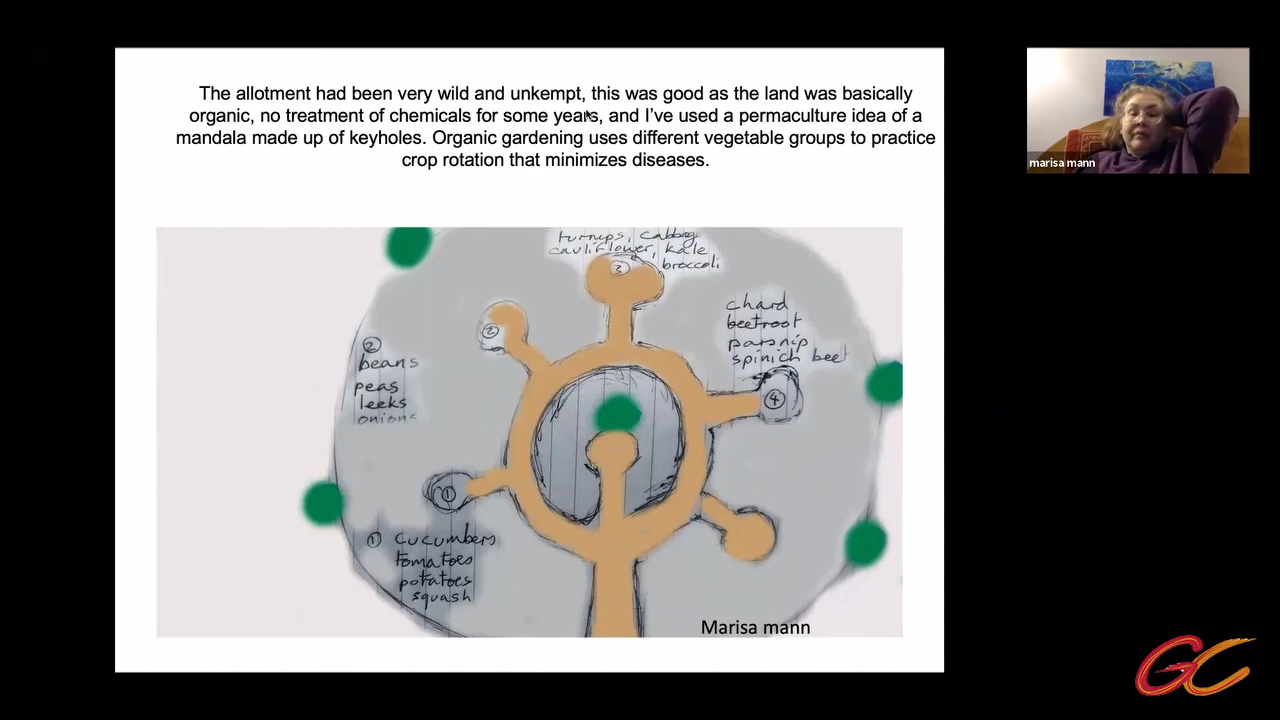 The allotment had been very wild and unkempt, this was good as the land was basically
organic, no treatment of chemicals for some years, and I've used a permaculture idea of a
mandala made up of keyholes. Organic gardening uses different vegetable groups to practice
crop rotation that minimizes diseases.
marisa mann
turnips, cabbage
cauliflower, kale,
broccoli
3
chard
beetroot
parsnip
spinich beet
4
2
2
beans
peas
leeks
onions
1
1 cucumbers
tomatoes
potatoes
squash
Marisa mann
GC